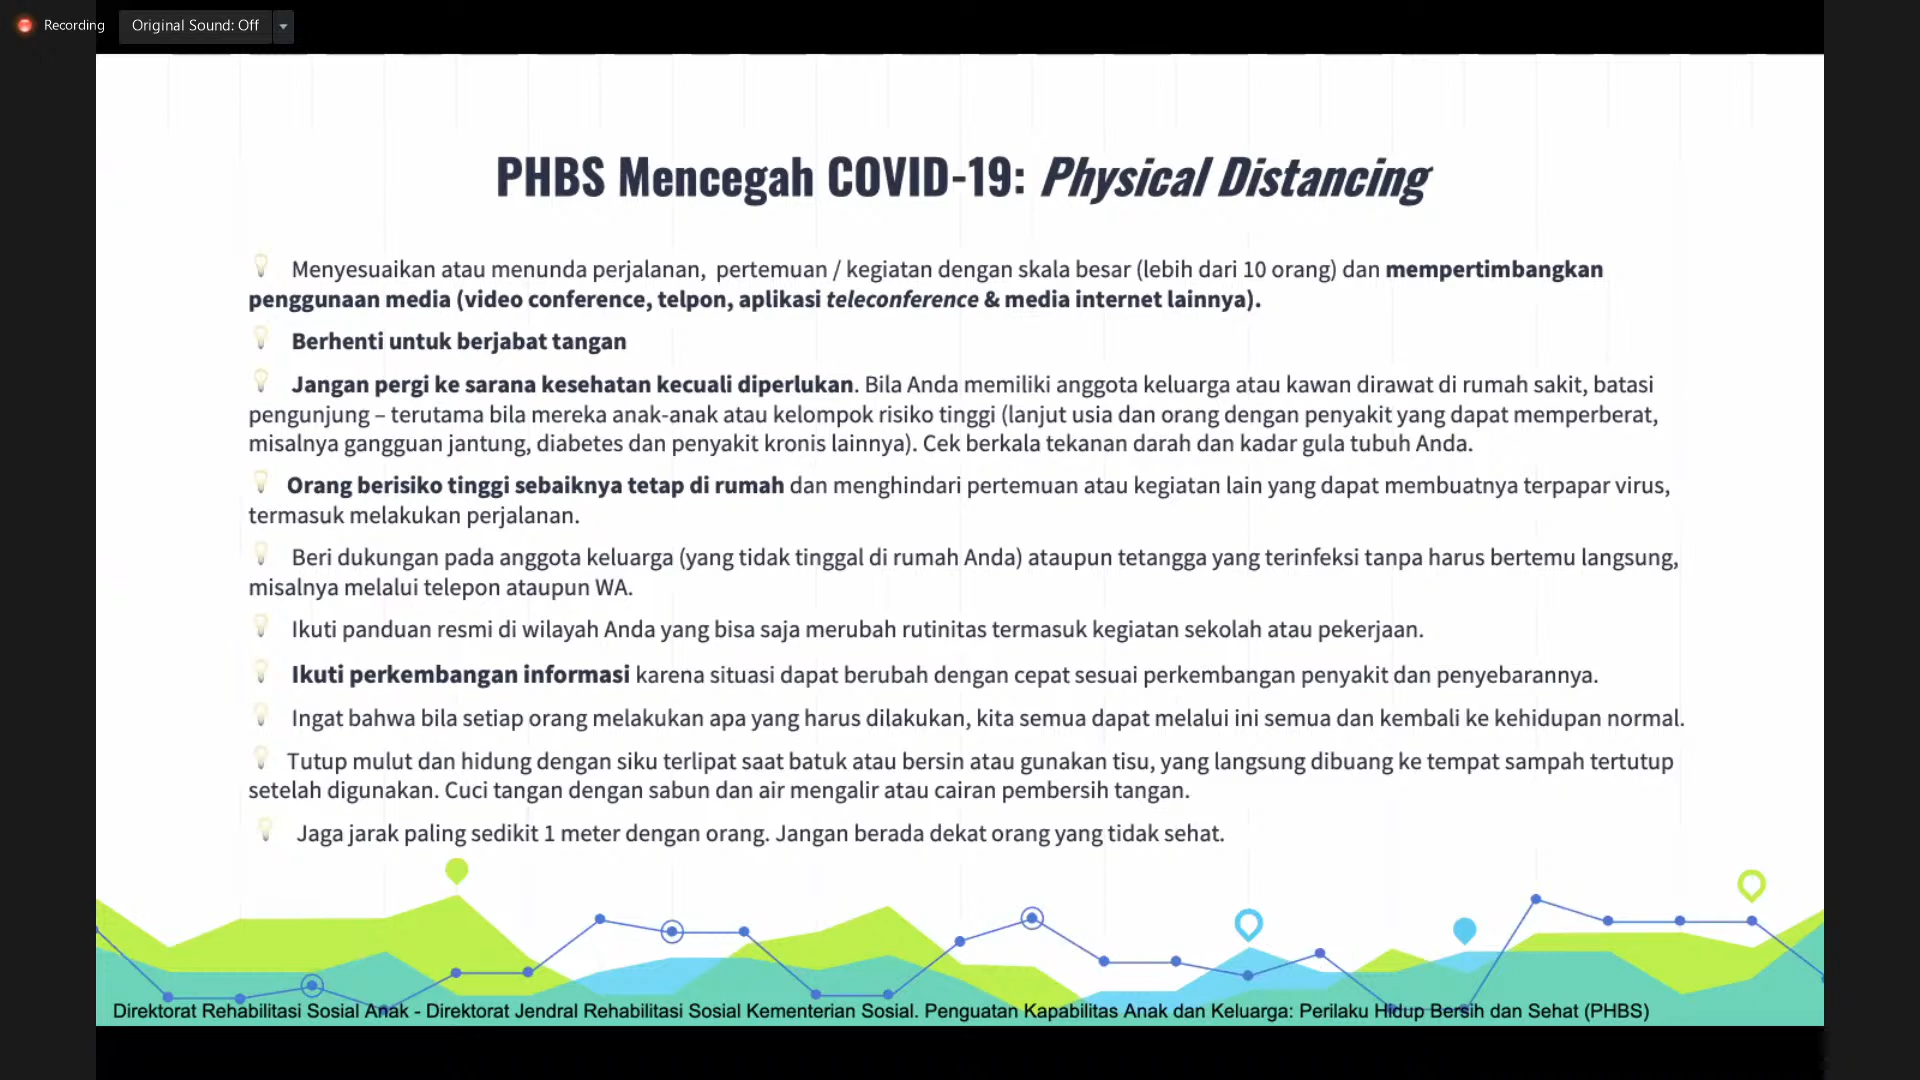 Recording
Original Sound: Off
PHBS Mencegah COVID-19: Physical Distancing
Menyesuaikan atau menunda perjalanan, pertemuan / kegiatan dengan skala besar (lebih dari 10 orang) dan mempertimbangkan
penggunaan media (video conference, telpon, aplikasi teleconference & media internet lainnya).
Berhenti untuk berjabat tangan
Jangan pergi ke sarana kesehatan kecuali diperlukan. Bila Anda memiliki anggota keluarga atau kawan dirawat di rumah sakit, batasi
pengunjung – terutama bila mereka anak-anak atau kelompok risiko tinggi (lanjut usia dan orang dengan penyakit yang dapat memperberat,
misalnya gangguan jantung, diabetes dan penyakit kronis lainnya). Cek berkala tekanan darah dan kadar gula tubuh Anda.
Orang berisiko tinggi sebaiknya tetap di rumah dan menghindari pertemuan atau kegiatan lain yang dapat membuatnya terpapar virus,
termasuk melakukan perjalanan.
Beri dukungan pada anggota keluarga (yang tidak tinggal di rumah Anda) ataupun tetangga yang terinfeksi tanpa harus bertemu langsung,
misalnya melalui telepon ataupun WA.
Ikuti panduan resmi di wilayah Anda yang bisa saja merubah rutinitas termasuk kegiatan sekolah atau pekerjaan.
Ikuti perkembangan informasi karena situasi dapat berubah dengan cepat sesuai perkembangan penyakit dan penyebarannya.
Ingat bahwa bila setiap orang melakukan apa yang harus dilakukan, kita semua dapat melalui ini semua dan kembali ke kehidupan normal.
Tutup mulut dan hidung dengan siku terlipat saat batuk atau bersin atau gunakan tisu, yang langsung dibuang ke tempat sampah tertutup
setelah digunakan. Cuci tangan dengan sabun dan air mengalir atau cairan pembersih tangan.
Jaga jarak paling sedikit 1 meter dengan orang. Jangan berada dekat orang yang tidak sehat.
Direktorat Rehabilitasi Sosial Anak - Direktorat Jendral Rehabilitasi Sosial Kementerian Sosial. Penguatan Kapabilitas Anak dan Keluarga: Perilaku Hidup Bersih dan Sehat (PHBS)